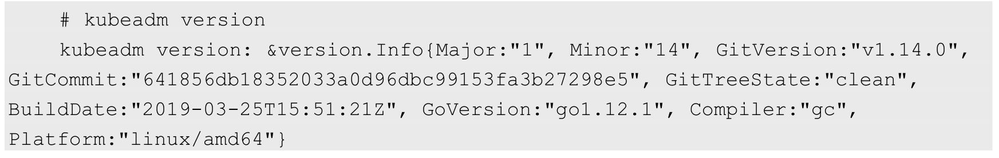 # kubeadm version
kubeadm version: &version.Info{Major:"1", Minor:"14", GitVersion:"v1.14.0",
GitCommit:"641856db18352033a0d96dbc99153fa3b27298e5", GitTreeState:"clean",
BuildDate:"2019-03-25T15:51:21Z", GoVersion:"go1.12.1", Compiler:"gc",
Platform:"linux/amd64"}